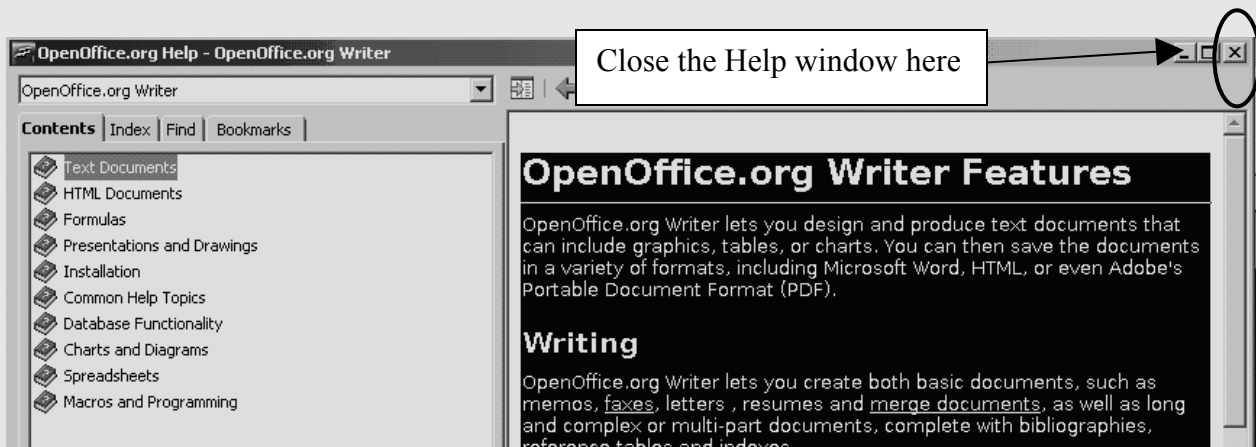 OpenOffice.org Help - OpenOffice.org Writer
Close the Help window here
OpenOffice.org Writer
Contents Index Find Bookmarks
Text Documents
HTML Documents
Formulas
Presentations and Drawings
Installation
Common Help Topics
Database Functionality
Charts and Diagrams
Spreadsheets
Macros and Programming
OpenOffice.org Writer Features
OpenOffice.org Writer lets you design and produce text documents that
can include graphics, tables, or charts. You can then save the documents
in a variety of formats, including Microsoft Word, HTML, or even Adobe's
Portable Document Format (PDF).
Writing
OpenOffice.org Writer lets you create both basic documents, such as
memos, faxes, letters , resumes and merge documents, as well as long
and complex or multi-part documents, complete with bibliographies,
reference tables and indexes.